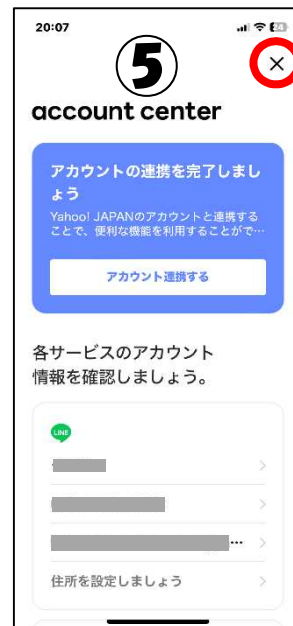 20:07
24
⑤
×
account center
アカウントの連携を完了しまし
ょう
Yahoo! JAPANのアカウントと連携する
ことで、便利な機能を利用することがで…
アカウント連携する
各サービスのアカウント
情報を確認しましょう。
LINE
…
住所を設定しましょう